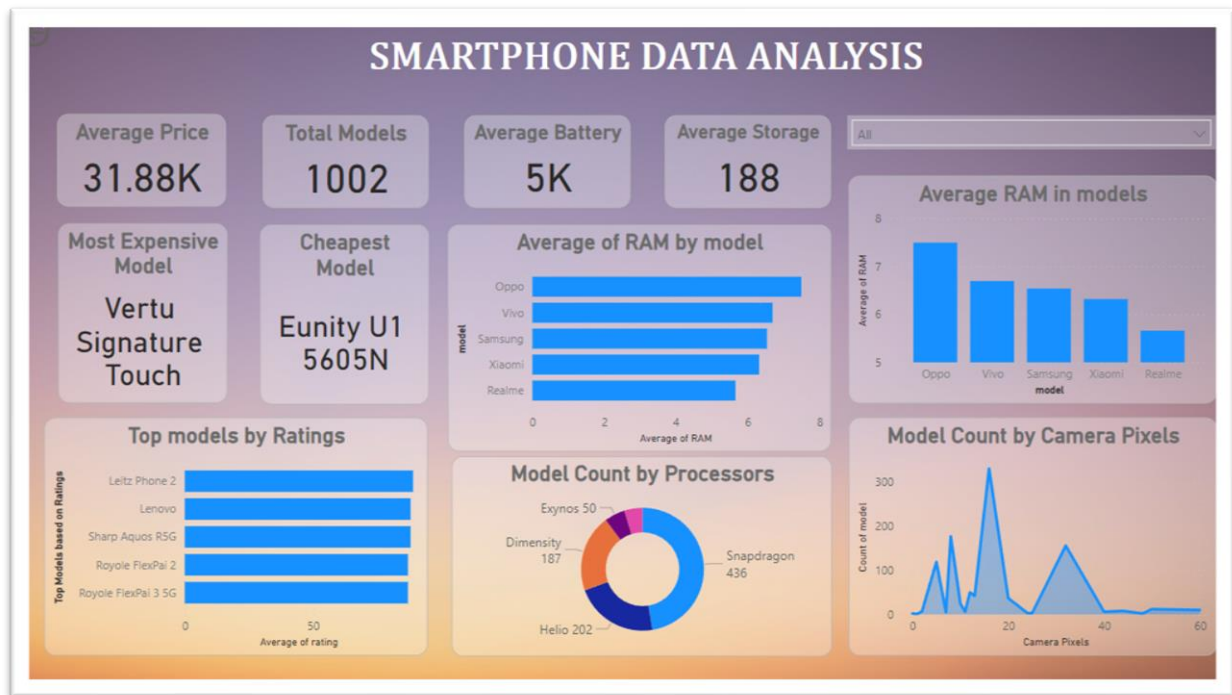 SMARTPHONE DATA ANALYSIS
Average Price
31.88K
Total Models
1002
Average Battery
5K
Average Storage
188
All
Most Expensive
Model
Vertu
Signature
Touch
Cheapest
Model
Eunity U1
5605N
Average of RAM by model
model
Oppo
Vivo
Samsung
Xiaomi
Realme
0 2 4 6 8
Average of RAM
Average RAM in models
Average of RAM
8
7
6
5
Oppo Vivo Samsung Xiaomi Realme
model
Top models by Ratings
Top Models based on Ratings
Leitz Phone 2
Lenovo
Sharp Aquos R5G
Royole FlexPai 2
Royole FlexPai 3 5G
0 50
Average of rating
Model Count by Processors
Exynos 50
Dimensity
187
Snapdragon
436
Helio 202
Model Count by Camera Pixels
Count of model
300
200
100
0
0 20 40 60
Camera Pixels